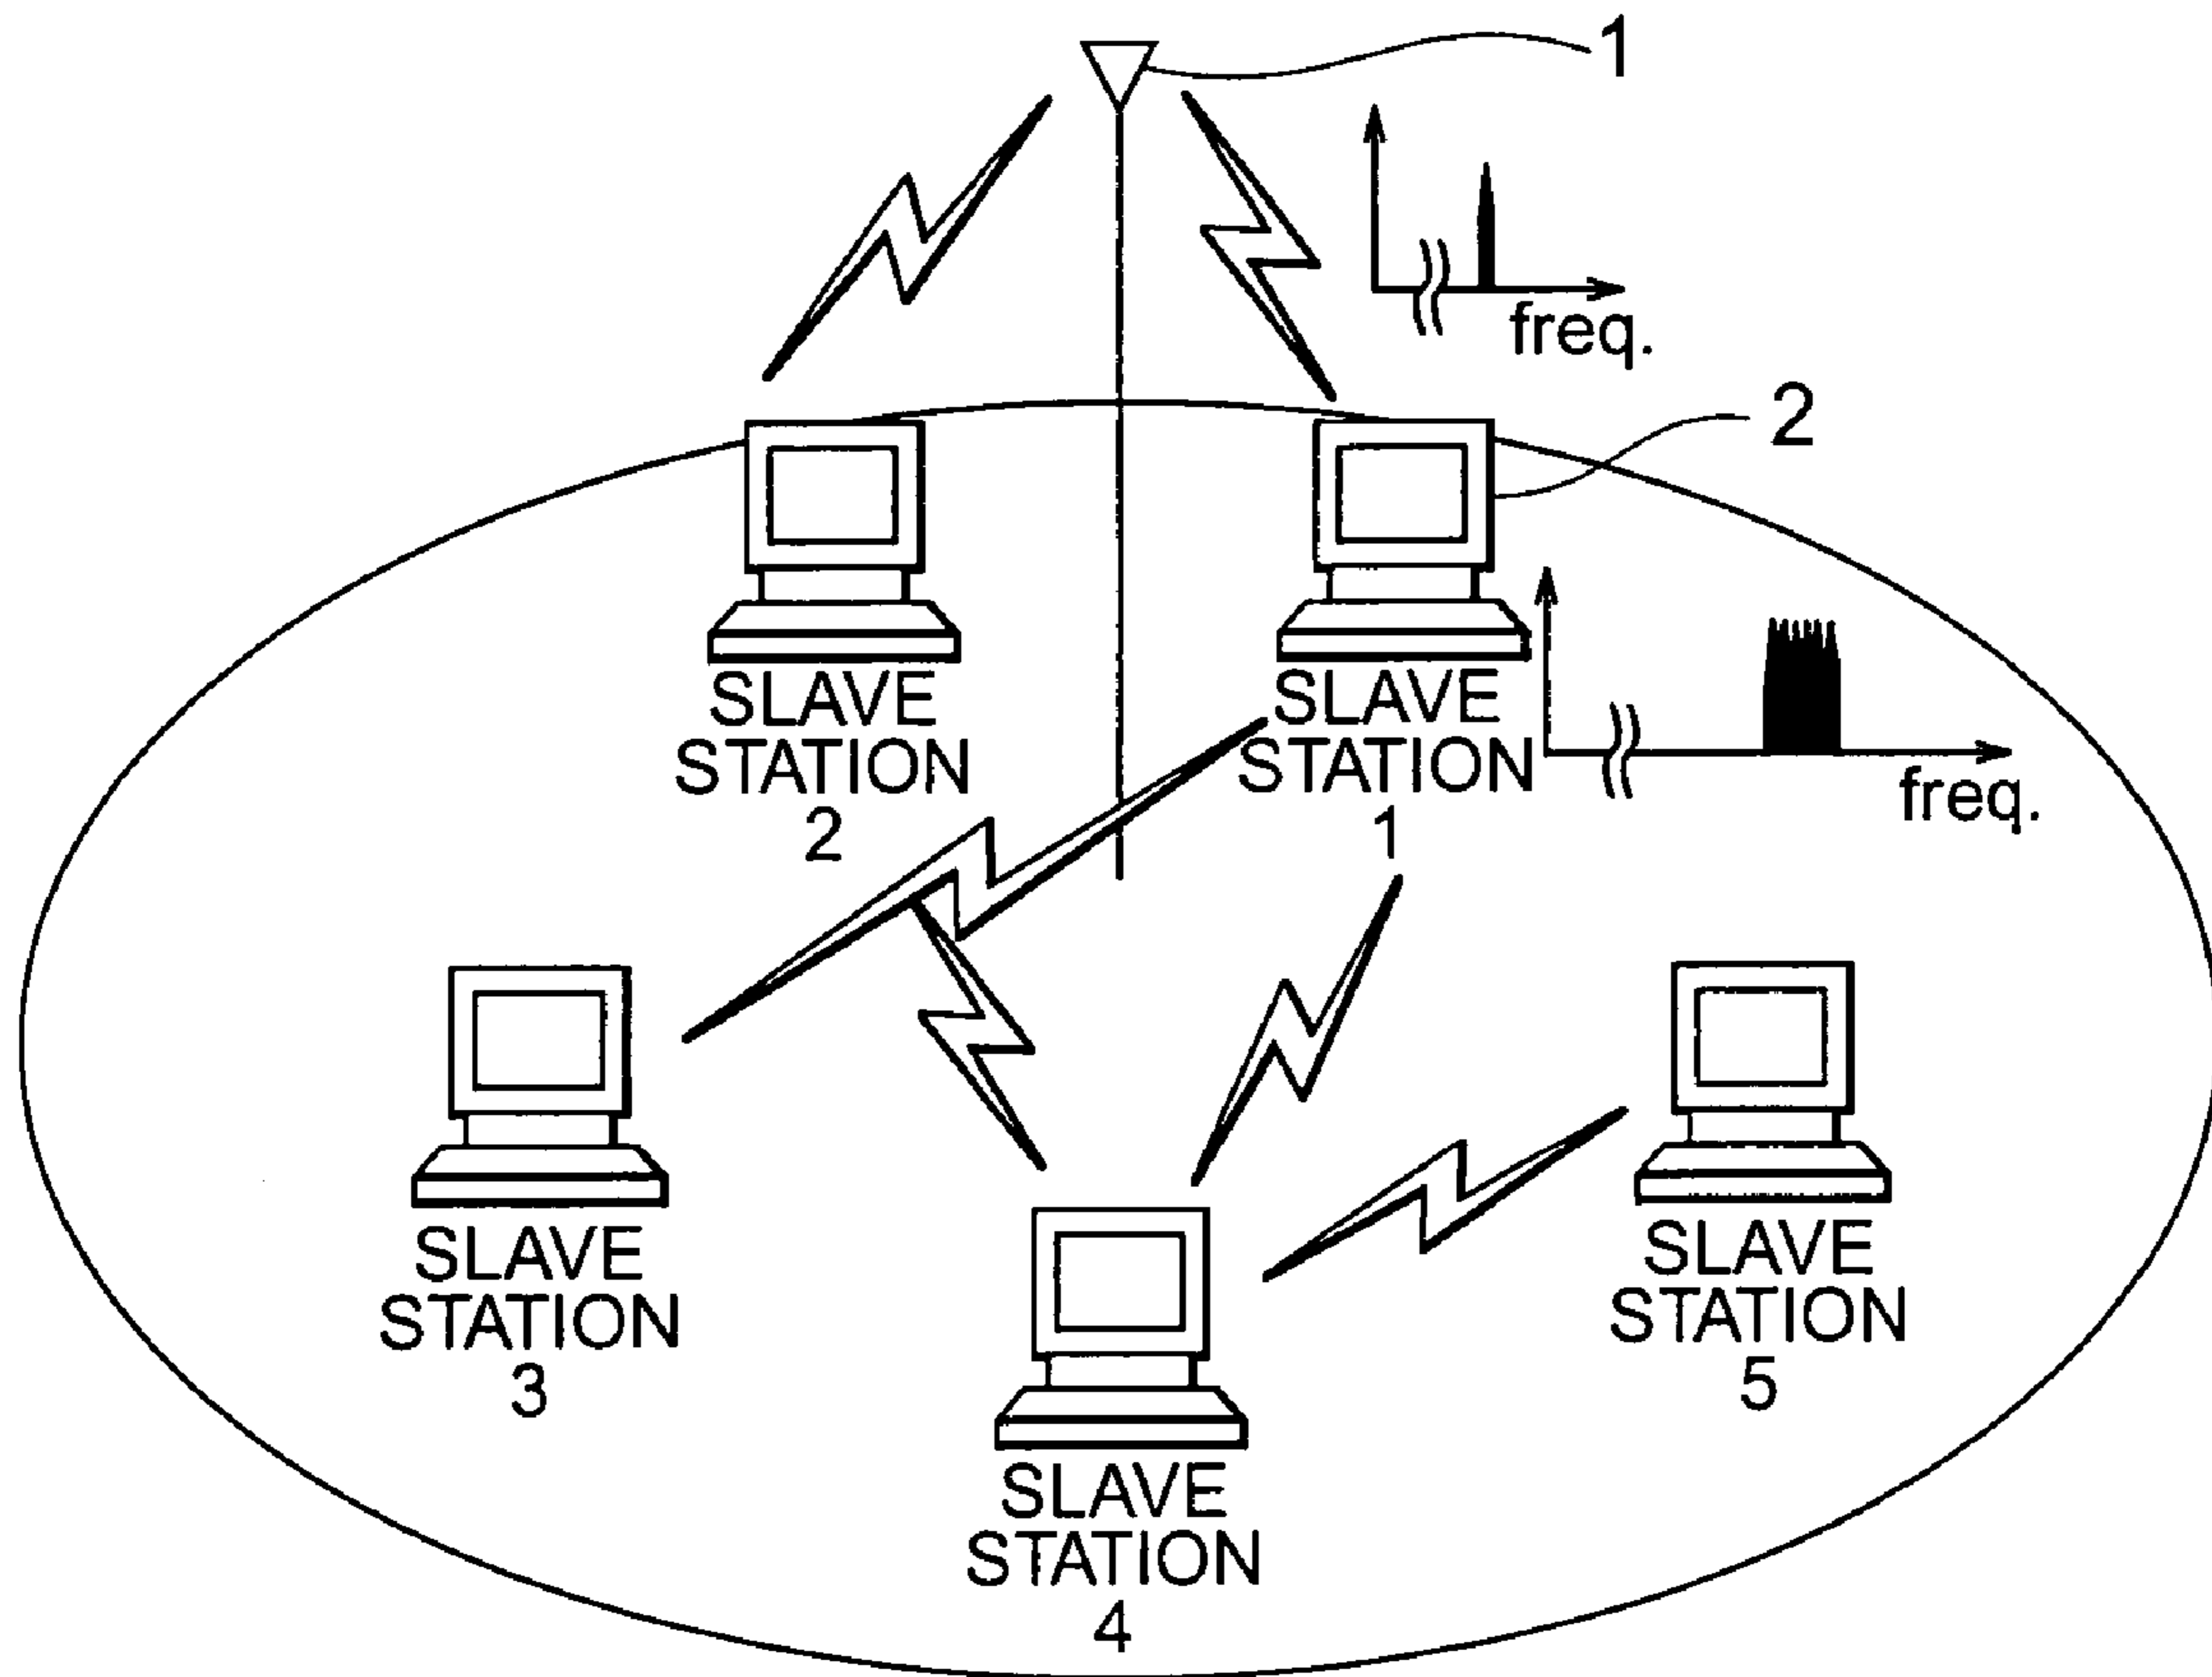 1
freq.
2
SLAVE
STATION
2
SLAVE
STATION
1
freq.
SLAVE
STATION
3
SLAVE
STATION
4
SLAVE
STATION
5